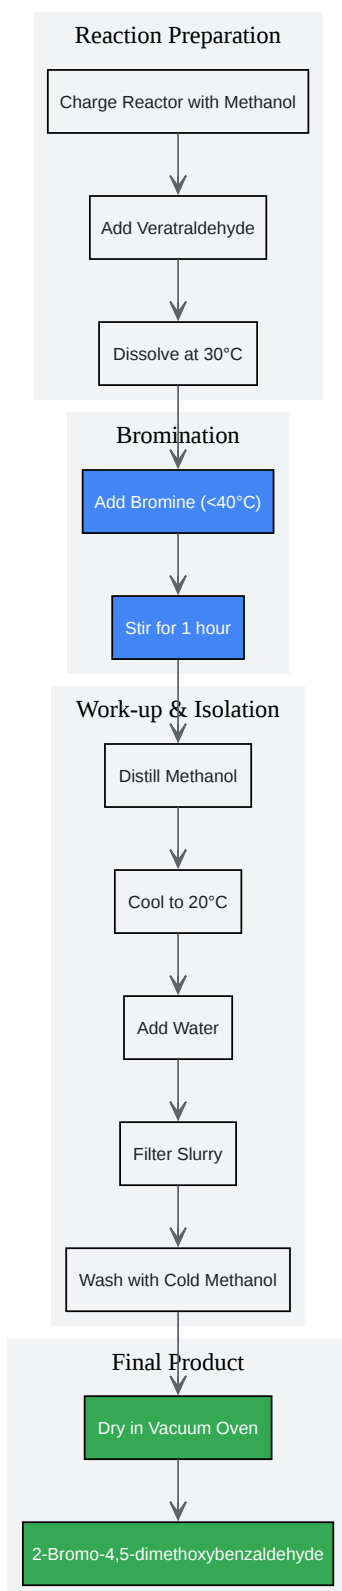 Reaction Preparation
Charge Reactor with Methanol
Add Veratraldehyde
Dissolve at 30°C
Bromination
Add Bromine (<40°C)
Stir for 1 hour
Work-up & Isolation
Distill Methanol
Cool to 20°C
Add Water
Filter Slurry
Wash with Cold Methanol
Final Product
Dry in Vacuum Oven
2-Bromo-4,5-dimethoxybenzaldehyde